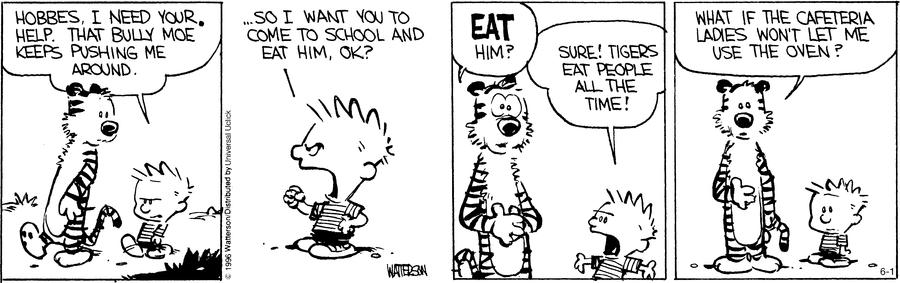 HOBBES, I NEED YOUR
HELP. THAT BULLY MOE
KEEPS PUSHING ME
AROUND.
© 1996 Watterson/Distributed by Universal Uclick
...SO I WANT YOU TO
COME TO SCHOOL AND
EAT HIM, OK?
WATTERSON
EAT
HIM?
SURE! TIGERS
EAT PEOPLE
ALL THE
TIME!
WHAT IF THE CAFETERIA
LADIES WON'T LET ME
USE THE OVEN?
6-1